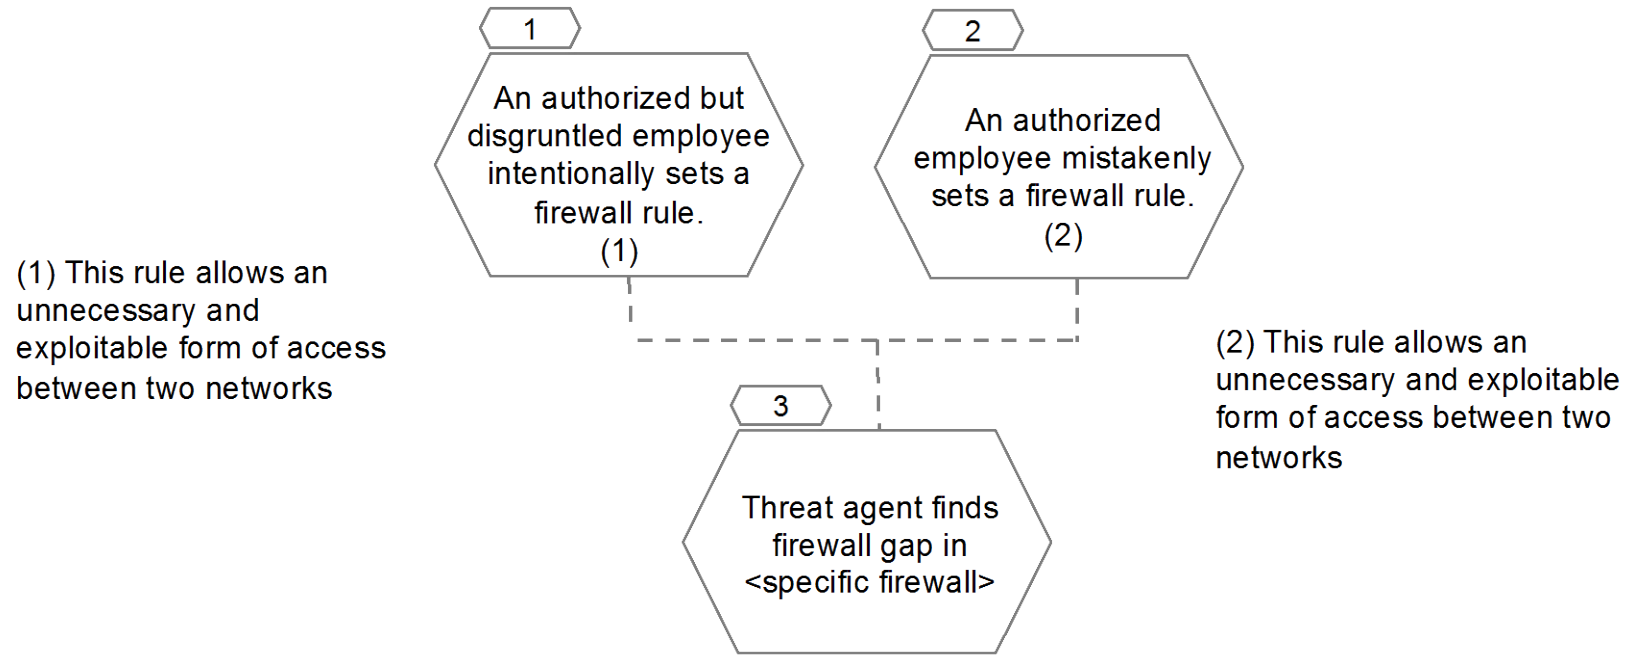 1
An authorized but
disgruntled employee
intentionally sets a
firewall rule.
(1)
2
An authorized
employee mistakenly
sets a firewall rule.
(2)
(1) This rule allows an
unnecessary and
exploitable form of access
between two networks
(2) This rule allows an
unnecessary and exploitable
form of access between two
networks
3
Threat agent finds
firewall gap in
<specific firewall>